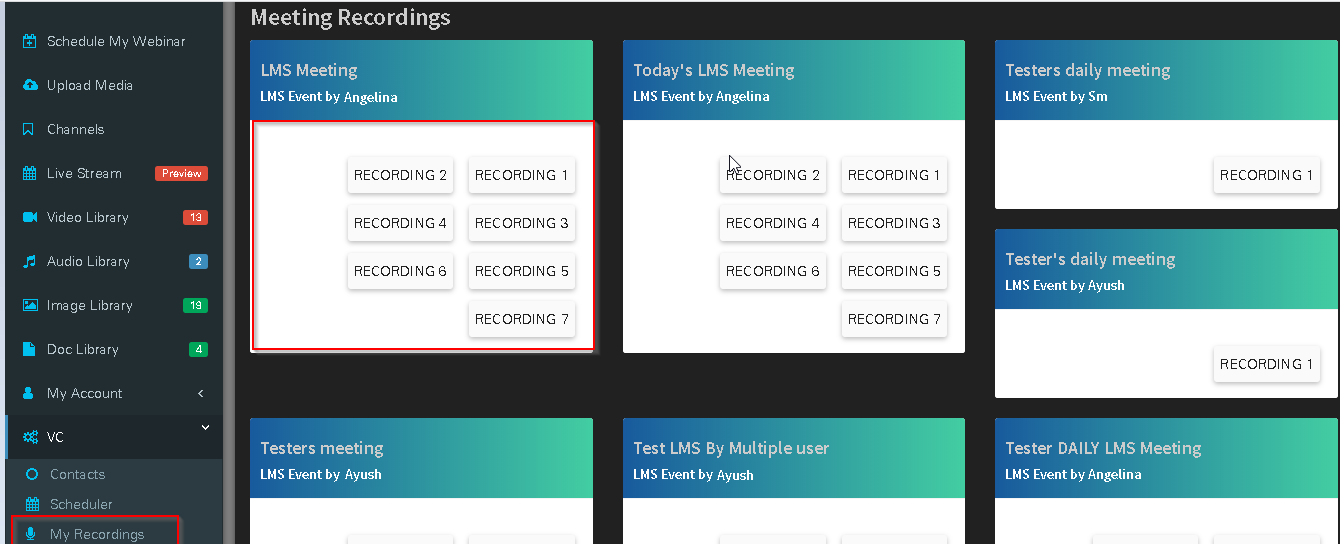 Schedule My Webinar
Upload Media
Channels
Live Stream Preview
Video Library 13
Audio Library 2
Image Library 19
Doc Library 4
My Account
VC
Contacts
Scheduler
My Recordings
Meeting Recordings
LMS Meeting
LMS Event by Angelina
RECORDING 2 RECORDING 1
RECORDING 4 RECORDING 3
RECORDING 6 RECORDING 5
RECORDING 7
Today's LMS Meeting
LMS Event by Angelina
RECORDING 2 RECORDING 1
RECORDING 4 RECORDING 3
RECORDING 6 RECORDING 5
RECORDING 7
Testers daily meeting
LMS Event by Sm
RECORDING 1
Tester's daily meeting
LMS Event by Ayush
RECORDING 1
Testers meeting
LMS Event by Ayush
Test LMS By Multiple user
LMS Event by Ayush
Tester DAILY LMS Meeting
LMS Event by Angelina